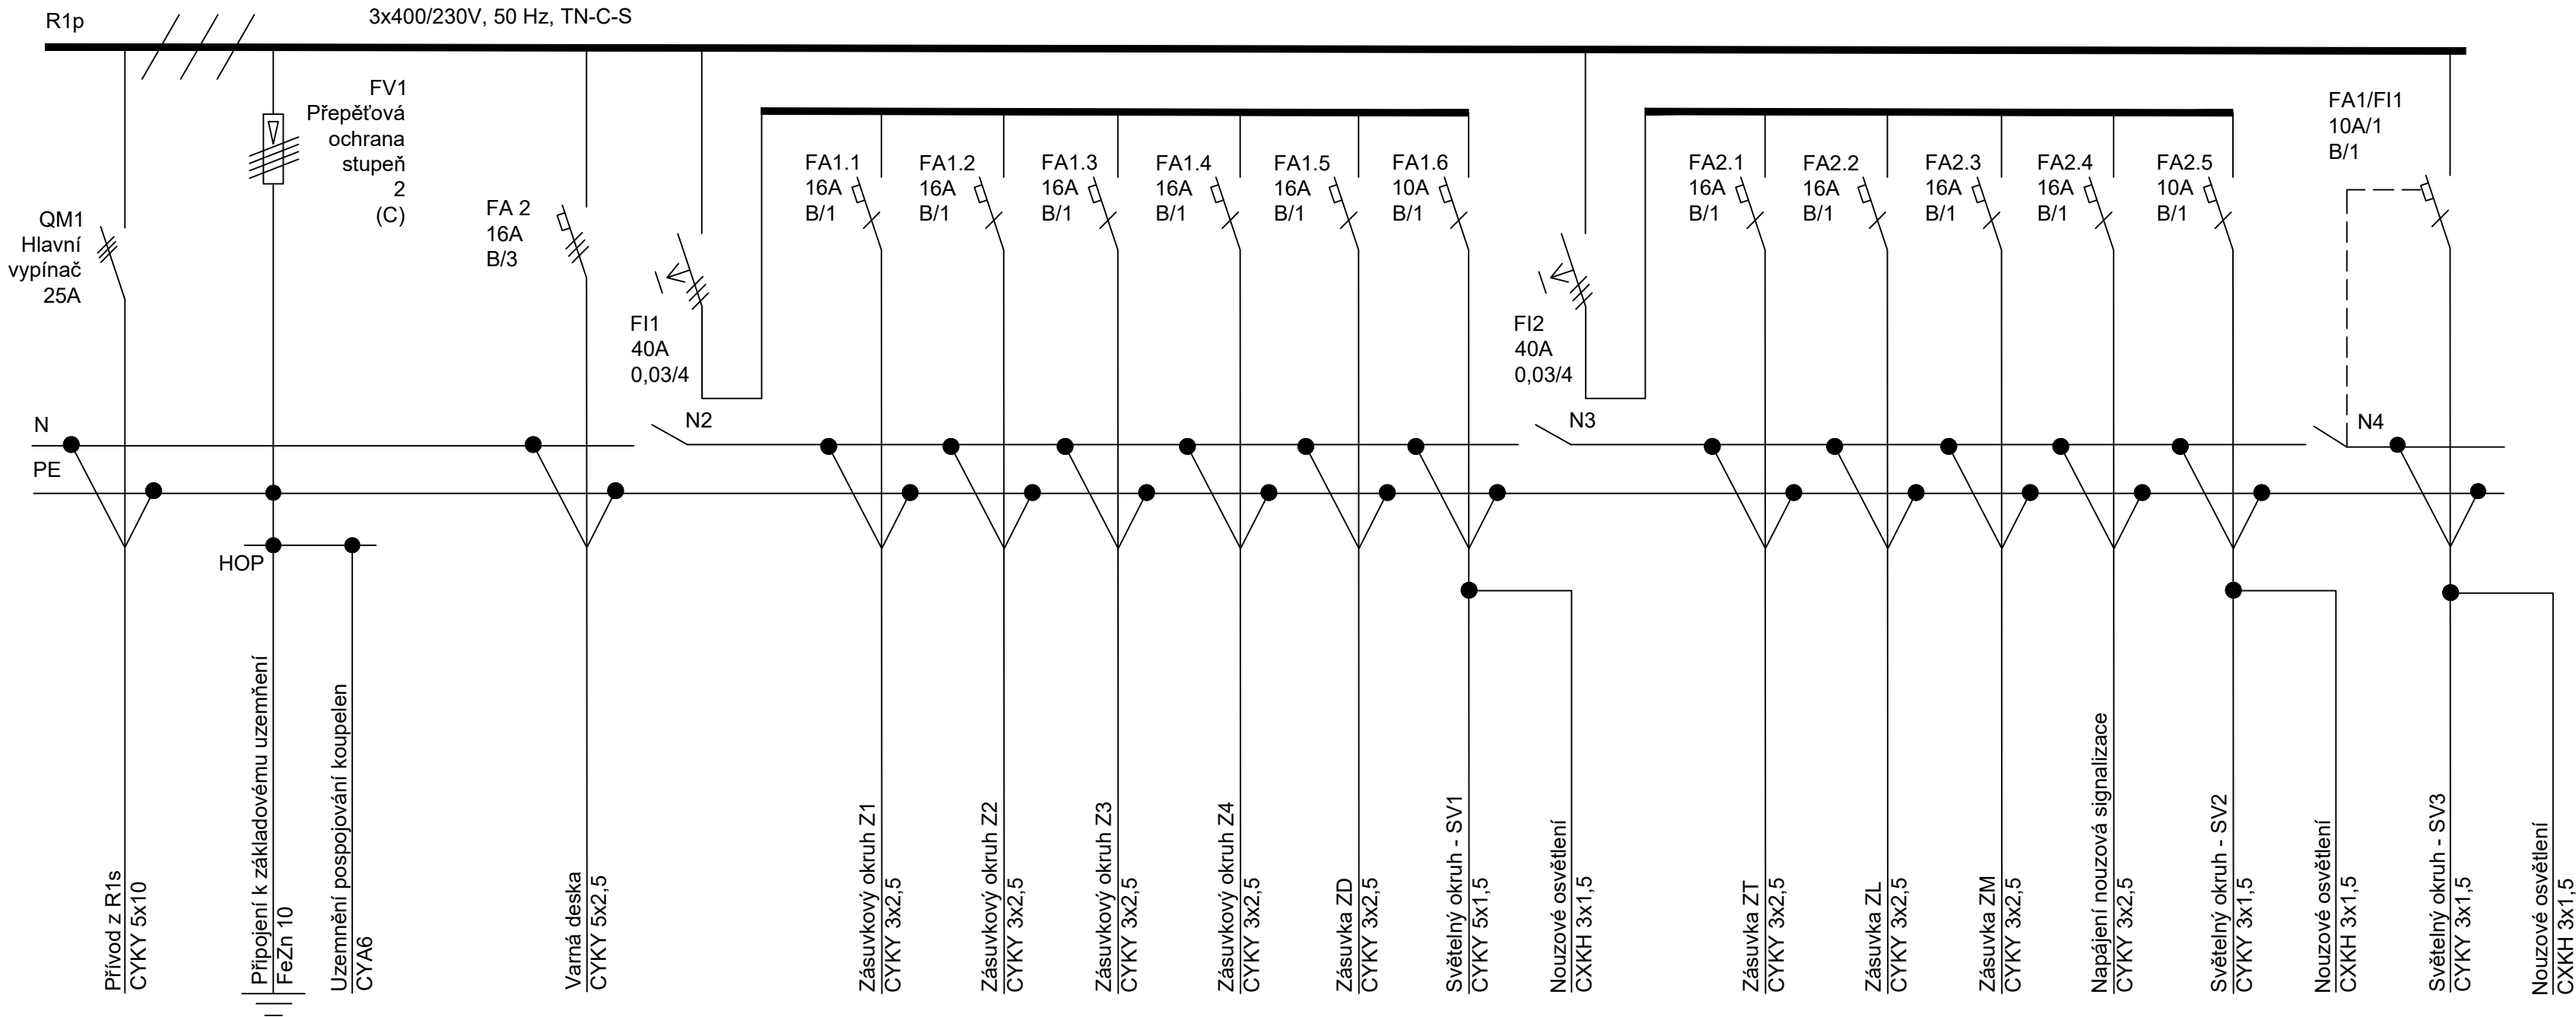 R1p
3x400/230V, 50 Hz, TN-C-S
FV1
Přepěťová
ochrana
stupeň
2
(C)
QM1
Hlavní
vypínač
25A
FA 2
16A
B/3
FI1
40A
0,03/4
FA1.1
16A
B/1
FA1.2
16A
B/1
FA1.3
16A
B/1
FA1.4
16A
B/1
FA1.5
16A
B/1
FA1.6
10A
B/1
FI2
40A
0,03/4
FA2.1
16A
B/1
FA2.2
16A
B/1
FA2.3
16A
B/1
FA2.4
16A
B/1
FA2.5
10A
B/1
FA1/FI1
10A/1
B/1
N
N2
N3
N4
PE
HOP
Přívod z R1s
CYKY 5x10
Připojení k základovému uzemňení
FeZn 10
Uzemnění pospojování koupelen
CYA6
Varná deska
CYKY 5x2,5
Zásuvkový okruh Z1
CYKY 3x2,5
Zásuvkový okruh Z2
CYKY 3x2,5
Zásuvkový okruh Z3
CYKY 3x2,5
Zásuvkový okruh Z4
CYKY 3x2,5
Zásuvka ZD
CYKY 3x2,5
Světelný okruh - SV1
CYKY 5x1,5
Nouzové osvětlení
CXKH 3x1,5
Zásuvka ZT
CYKY 3x2,5
Zásuvka ZL
CYKY 3x2,5
Zásuvka ZM
CYKY 3x2,5
Napájení nouzová signalizace
CYKY 3x2,5
Světelný okruh - SV2
CYKY 3x1,5
Nouzové osvětlení
CXKH 3x1,5
Světelný okruh - SV3
CYKY 3x1,5
Nouzové osvětlení
CXKH 3x1,5